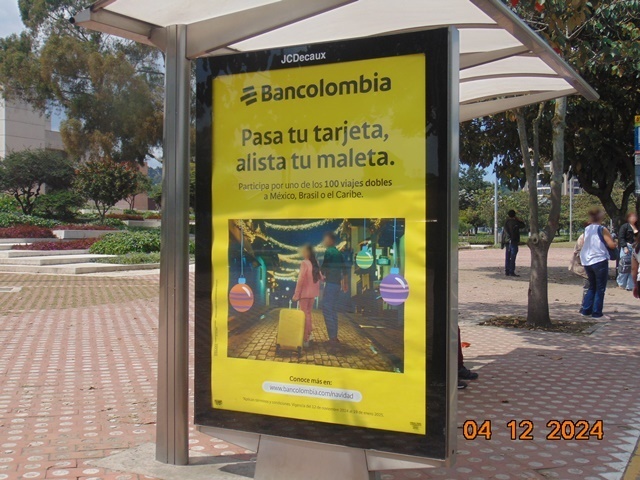 JCDecaux
Bancolombia
Pasa tu tarjeta,
alista tu maleta.
Participa por uno de los 100 viajes dobles
a México, Brasil o el Caribe.
Conoce más en:
www.bancolombia.com/navidad
04 12 2024